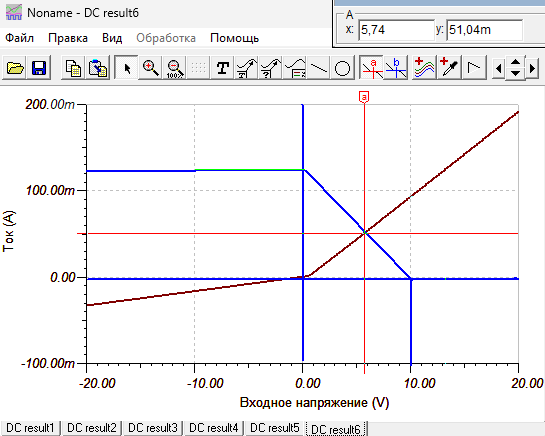 Noname - DC result6
A
x: 5,74 y: 51,04m
Файл Правка Вид Обработка Помощь
T 100% a b
a
200.00m
100.00m
0.00
-100.00m
Ток (A)
-20.00 -10.00 0.00 10.00 20.00
Входное напряжение (V)
DC result1 DC result2 DC result3 DC result4 DC result5 DC result6